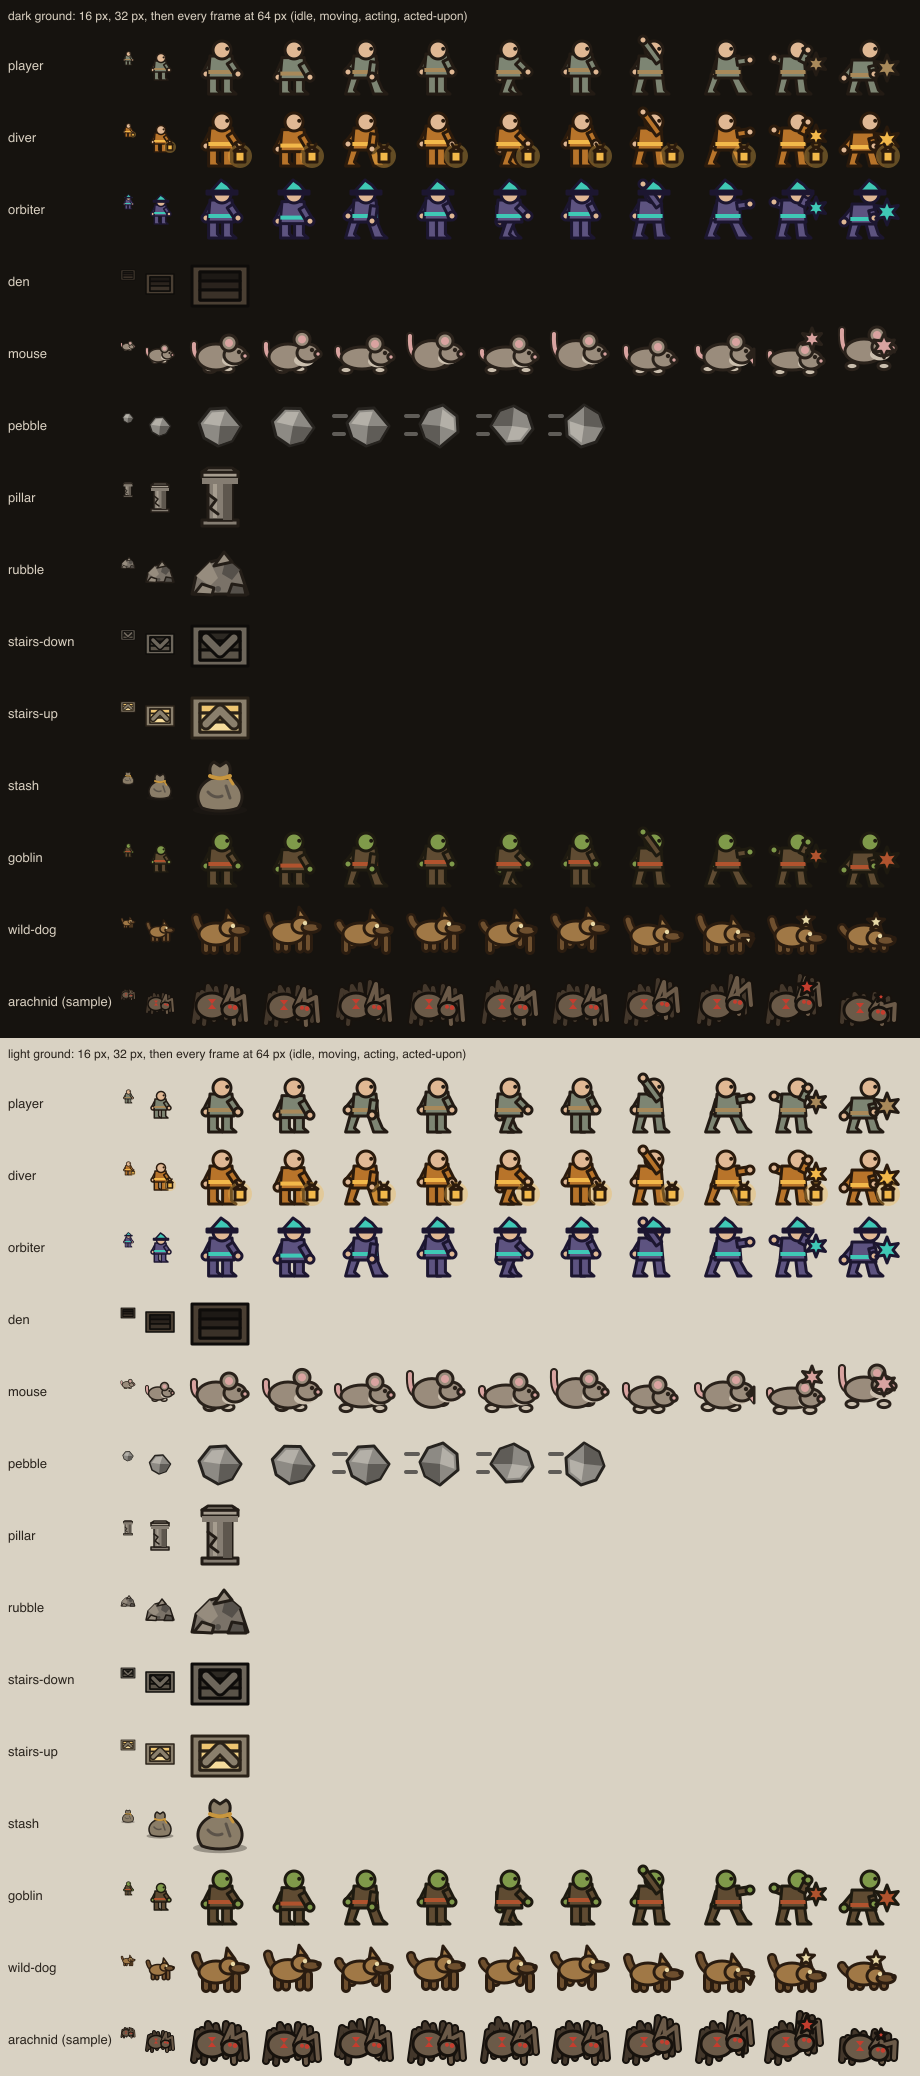 dark ground: 16 px, 32 px, then every frame at 64 px (idle, moving, acting, acted-upon)
player
diver
orbiter
den
mouse
pebble
pillar
rubble
stairs-down
stairs-up
stash
goblin
wild-dog
arachnid (sample)
light ground: 16 px, 32 px, then every frame at 64 px (idle, moving, acting, acted-upon)
player
diver
orbiter
den
mouse
pebble
pillar
rubble
stairs-down
stairs-up
stash
goblin
wild-dog
arachnid (sample)